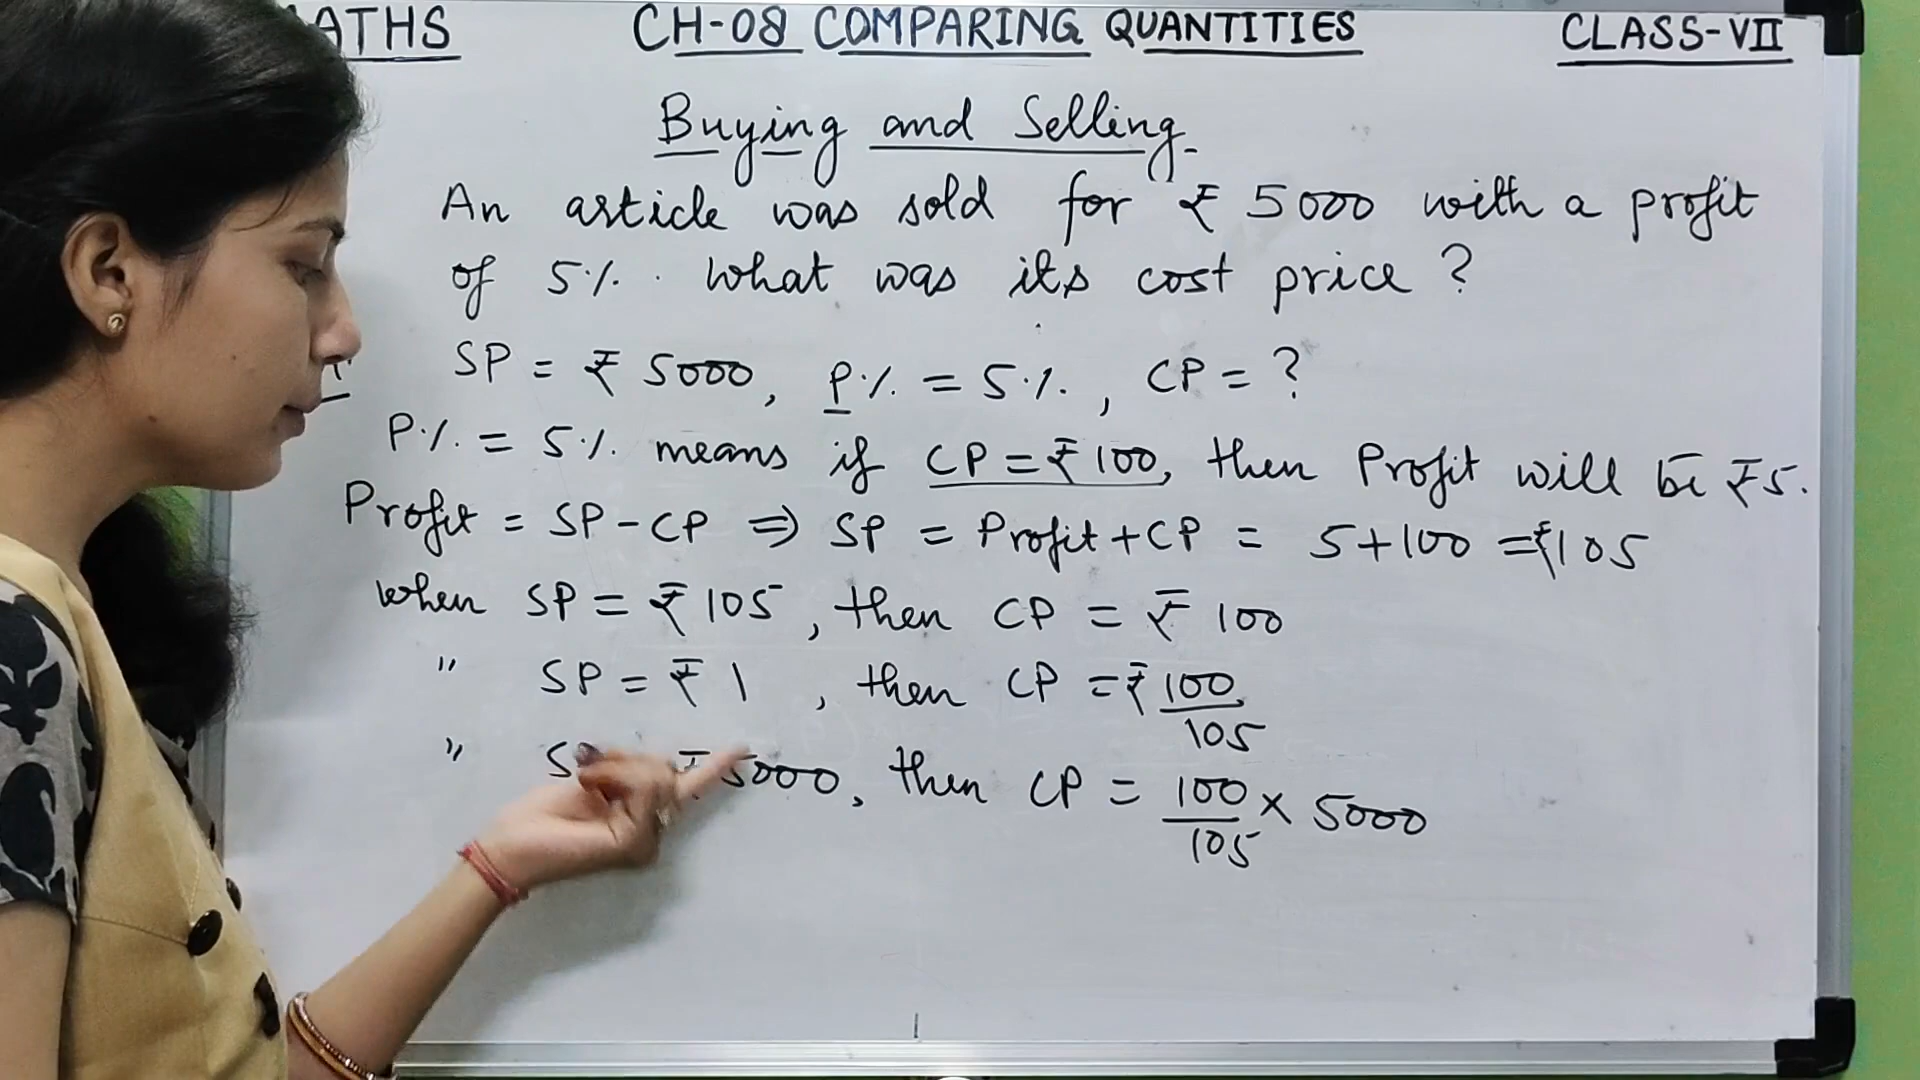 MATHS CH-08 COMPARING QUANTITIES CLASS-VII
Buying and Selling
An article was sold for ₹ 5000 with a profit
of 5%. What was its cost price?
SP = ₹ 5000, P% = 5%, CP = ?
P% = 5% means if CP = ₹ 100, then Profit will be ₹5.
Profit = SP - CP ⇒ SP = Profit + CP = 5+100 = ₹105
when SP = ₹ 105, then CP = ₹ 100
" SP = ₹ 1, then CP = ₹ 100/105
" SP ₹ 5000, then CP = 100/105 × 5000